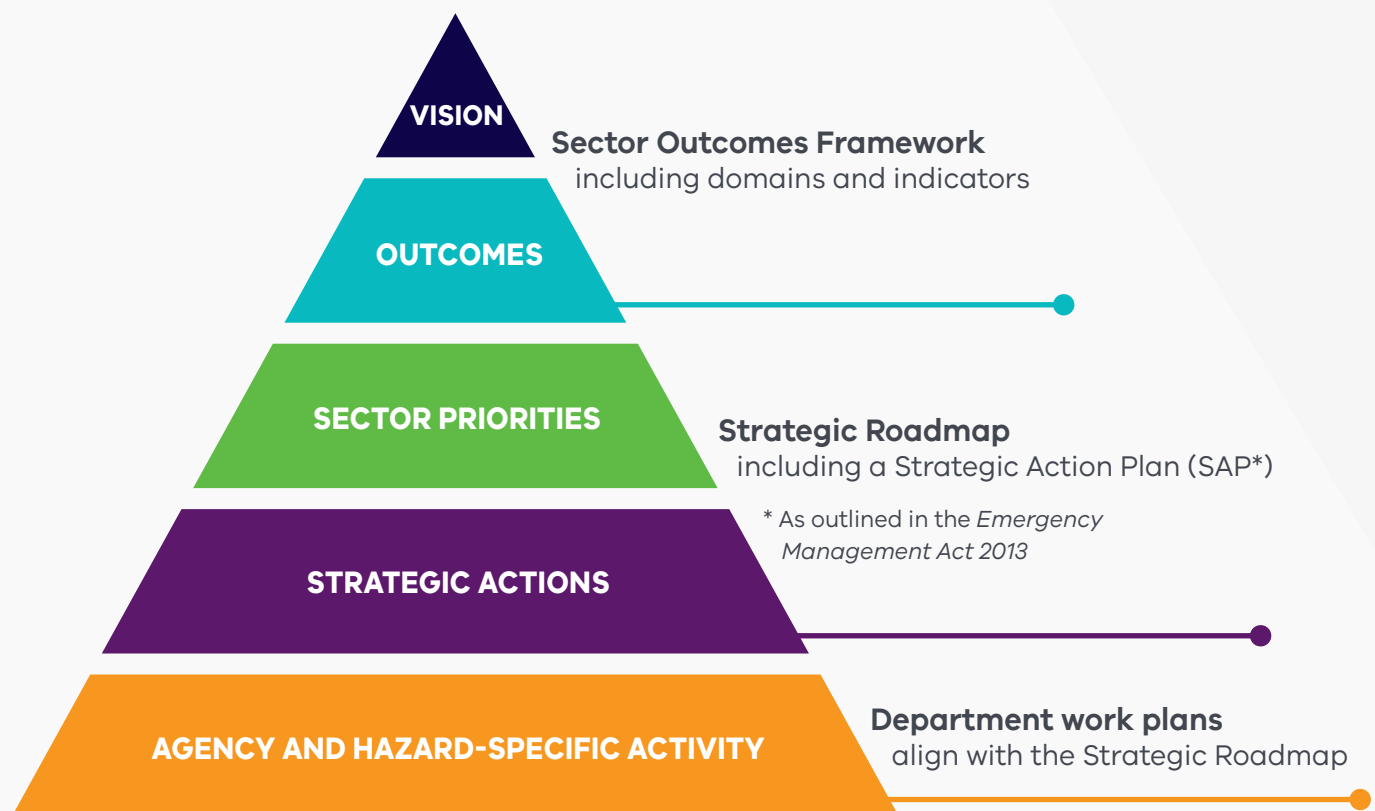 VISION
Sector Outcomes Framework
including domains and indicators
OUTCOMES
SECTOR PRIORITIES
Strategic Roadmap
including a Strategic Action Plan (SAP*)
* As outlined in the Emergency
Management Act 2013
STRATEGIC ACTIONS
Department work plans
align with the Strategic Roadmap
AGENCY AND HAZARD-SPECIFIC ACTIVITY